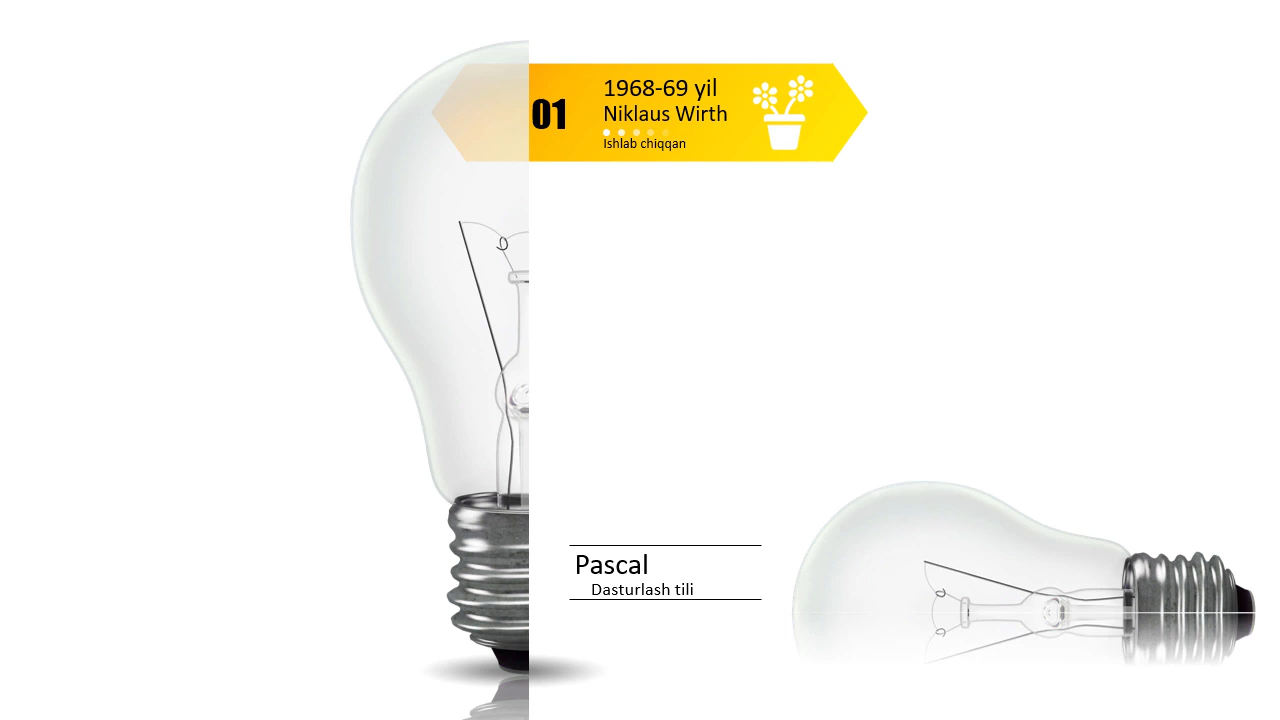 01
1968-69 yil
Niklaus Wirth
Ishlab chiqqan
Pascal
Dasturlash tili